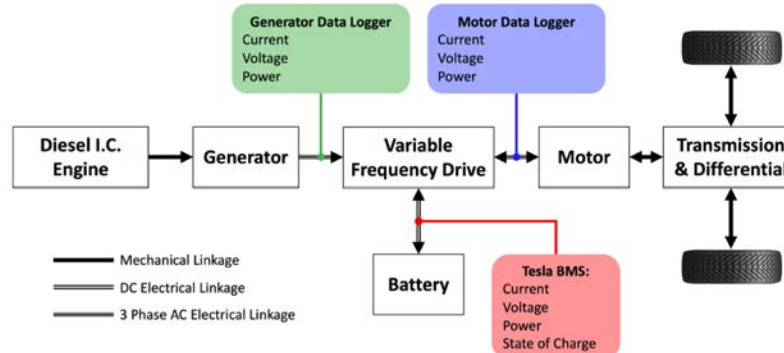 Generator Data Logger
Current
Voltage
Power
Motor Data Logger
Current
Voltage
Power
Diesel I.C.
Engine
Generator
Variable
Frequency Drive
Motor
Transmission
& Differential
Mechanical Linkage
DC Electrical Linkage
3 Phase AC Electrical Linkage
Battery
Tesla BMS:
Current
Voltage
Power
State of Charge